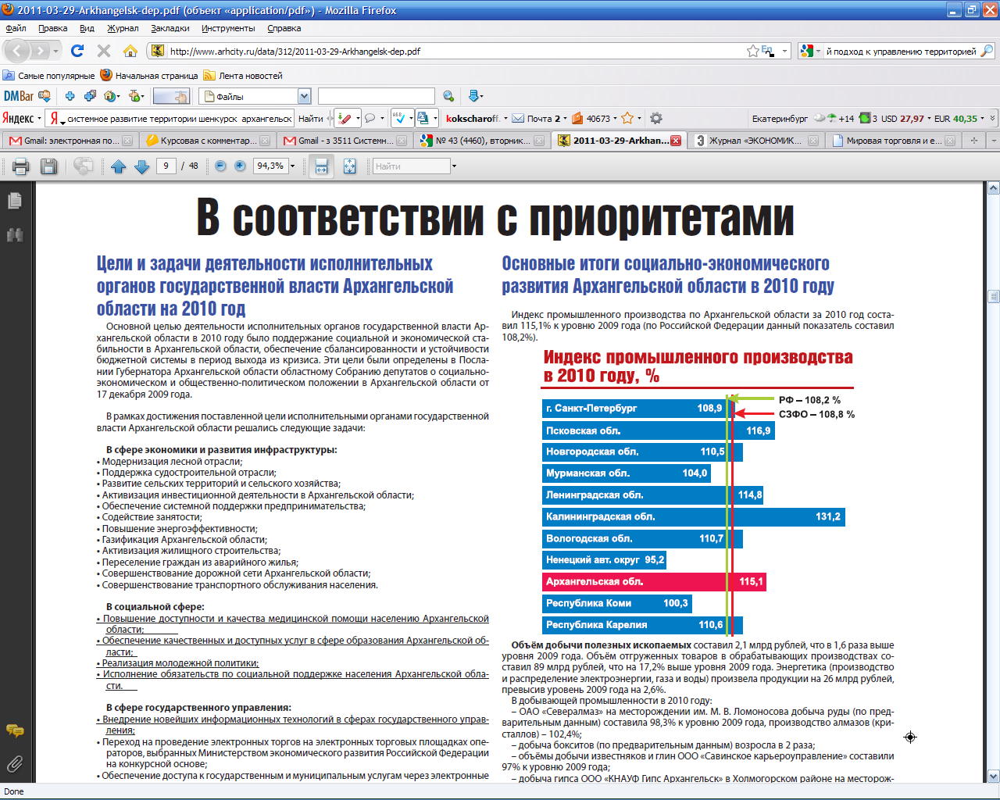 2011-03-29-Arkhangelsk-dep.pdf (объект «application/pdf») - Mozilla Firefox
Файл Правка Вид Журнал Закладки Инструменты Справка
http://www.arhcity.ru/data/312/2011-03-29-Arkhangelsk-dep.pdf
й подход к управлению территорией
Самые популярные Начальная страница Лента новостей
DMBar Файлы
Яндекс Я системное развитие территории шенкурск архангельск Найти kokscharoff. Почта 2 40673 Екатеринбург +14 3 USD 27,97 EUR 40,35
Gmail: электронная по... Курсовая с комментар... Gmail - з 3511 Системн... № 43 (4460), вторник... 2011-03-29-Arkhan... Журнал «ЭКОНОМИК... Мировая торговля и е...
9 / 48 94,3% Найти
В соответствии с приоритетами
Цели и задачи деятельности исполнительных
органов государственной власти Архангельской
области на 2010 год
Основной целью деятельности исполнительных органов государственной власти Ар-
хангельской области в 2010 году было поддержание социальной и экономической ста-
бильности в Архангельской области, обеспечение сбалансированности и устойчивости
бюджетной системы в период выхода из кризиса. Эти цели были определены в Посла-
нии Губернатора Архангельской области областному Собранию депутатов о социально-
экономическом и общественно-политическом положении в Архангельской области от
17 декабря 2009 года.
В рамках достижения поставленной цели исполнительными органами государственной
власти Архангельской области решались следующие задачи:
В сфере экономики и развития инфраструктуры:
• Модернизация лесной отрасли;
• Поддержка судостроительной отрасли;
• Развитие сельских территорий и сельского хозяйства;
• Активизация инвестиционной деятельности в Архангельской области;
• Обеспечение системной поддержки предпринимательства;
• Содействие занятости;
• Повышение энергоэффективности;
• Газификация Архангельской области;
• Активизация жилищного строительства;
• Переселение граждан из аварийного жилья;
• Совершенствование дорожной сети Архангельской области;
• Совершенствование транспортного обслуживания населения.
В социальной сфере:
• Повышение доступности и качества медицинской помощи населению Архангельской
области;
• Обеспечение качественных и доступных услуг в сфере образования Архангельской об-
ласти;
• Реализация молодежной политики;
• Исполнение обязательств по социальной поддержке населения Архангельской обла-
сти.
В сфере государственного управления:
• Внедрение новейших информационных технологий в сферах государственного управ-
ления;
• Переход на проведение электронных торгов на электронных торговых площадках опе-
раторов, выбранных Министерством экономического развития Российской Федерации
на конкурсной основе;
• Обеспечение доступа к государственным и муниципальным услугам через электронные
Основные итоги социально-экономического
развития Архангельской области в 2010 году
Индекс промышленного производства по Архангельской области за 2010 год соста-
вил 115,1% к уровню 2009 года (по Российской Федерации данный показатель составил
108,2%).
Индекс промышленного производства
в 2010 году, %
РФ – 108,2 %
г. Санкт-Петербург 108,9
СЗФО – 108,8 %
Псковская обл. 116,9
Новгородская обл. 110,5
Мурманская обл. 104,0
Ленинградская обл. 114,8
Калининградская обл. 131,2
Вологодская обл. 110,7
Ненецкий авт. округ 95,2
Архангельская обл. 115,1
Республика Коми 100,3
Республика Карелия 110,6
Объём добычи полезных ископаемых составил 2,1 млрд рублей, что в 1,6 раза выше
уровня 2009 года. Объём отгруженных товаров в обрабатывающих производствах со-
ставил 89 млрд рублей, что на 17,2% выше уровня 2009 года. Энергетика (производство
и распределение электроэнергии, газа и воды) произвела продукции на 26 млрд рублей,
превысив уровень 2009 года на 2,6%.
В добывающей промышленности в 2010 году:
– ОАО «Севералмаз» на месторождении им. М. В. Ломоносова добыча руды (по пред-
варительным данным) составила 98,3% к уровню 2009 года, производство алмазов (кри-
сталлов) – 102,4%;
– добыча бокситов (по предварительным данным) возросла в 2 раза;
– объёмы добычи известняков и глин ООО «Савинское карьероуправление» составили
97% к уровню 2009 года;
– добыча гипса ООО «КНАУФ Гипс Архангельск» в Холмогорском районе на месторож-
Done